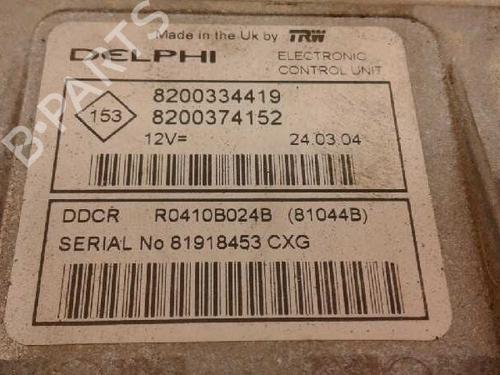 Made in the Uk by TRW
DELPHI ELECTRONIC
CONTROL UNIT
153
8200334419
8200374152
12V= 24.03.04
DDCR R0410B024B (81044B)
SERIAL No 81918453 CXG
B-PARTS